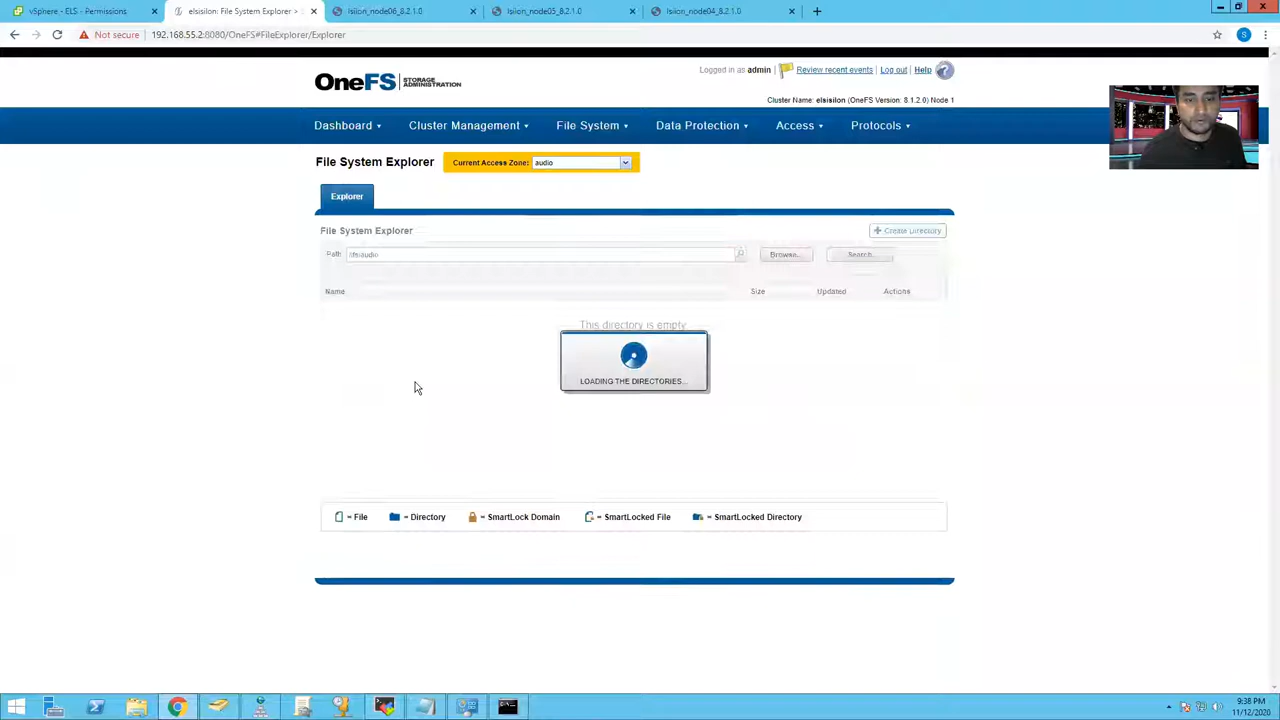 vSphere - ELS - Permissions
elsisilon: File System Explorer >
Isilon_node06_8.2.1.0
Isilon_node05_8.2.1.0
Isilon_node04_8.2.1.0
Not secure
192.168.55.2:8080/OneFS#FileExplorer/Explorer
S
OneFS STORAGE ADMINISTRATION
Logged in as admin
Review recent events
Log out
Help
Cluster Name: elsisilon (OneFS Version: 8.1.2.0) Node 1
Dashboard
Cluster Management
File System
Data Protection
Access
Protocols
File System Explorer
Current Access Zone: audio
Explorer
File System Explorer
+ Create Directory
Path
/ifs/audio
Browse...
Search...
Name
Size
Updated
Actions
This directory is empty
LOADING THE DIRECTORIES...
= File
= Directory
= SmartLock Domain
= SmartLocked File
= SmartLocked Directory
9:38 PM
11/12/2020